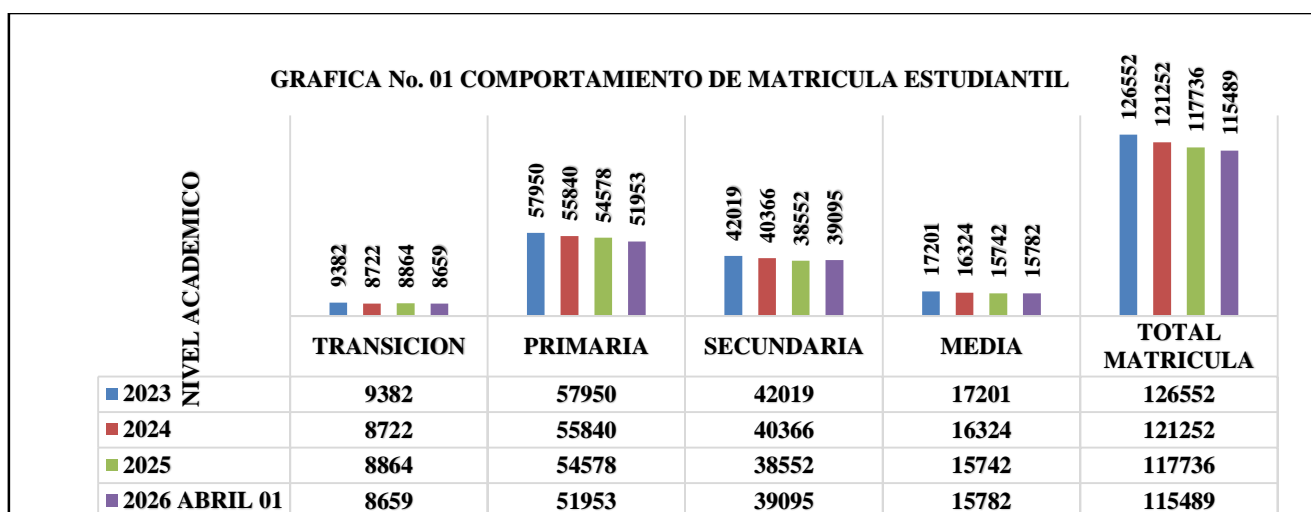 GRAFICA No. 01 COMPORTAMIENTO DE MATRICULA ESTUDIANTIL
NIVEL ACADEMICO
9382
8722
8864
8659
57950
55840
54578
51953
42019
40366
38552
39095
17201
16324
15742
15782
126552
121252
117736
115489
TRANSICION PRIMARIA SECUNDARIA MEDIA TOTAL MATRICULA
2023 9382 57950 42019 17201 126552
2024 8722 55840 40366 16324 121252
2025 8864 54578 38552 15742 117736
2026 ABRIL 01 8659 51953 39095 15782 115489